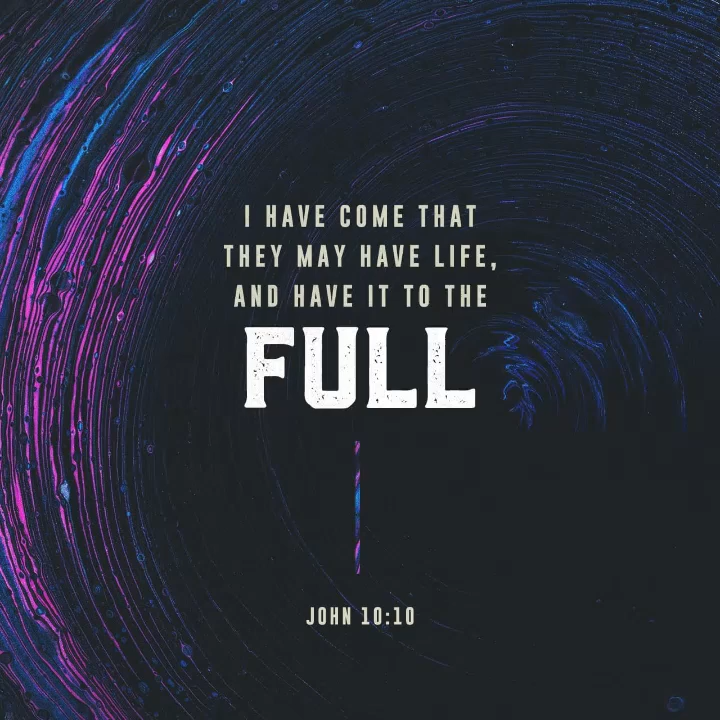 I HAVE COME THAT
THEY MAY HAVE LIFE,
AND HAVE IT TO THE
FULL
JOHN 10:10